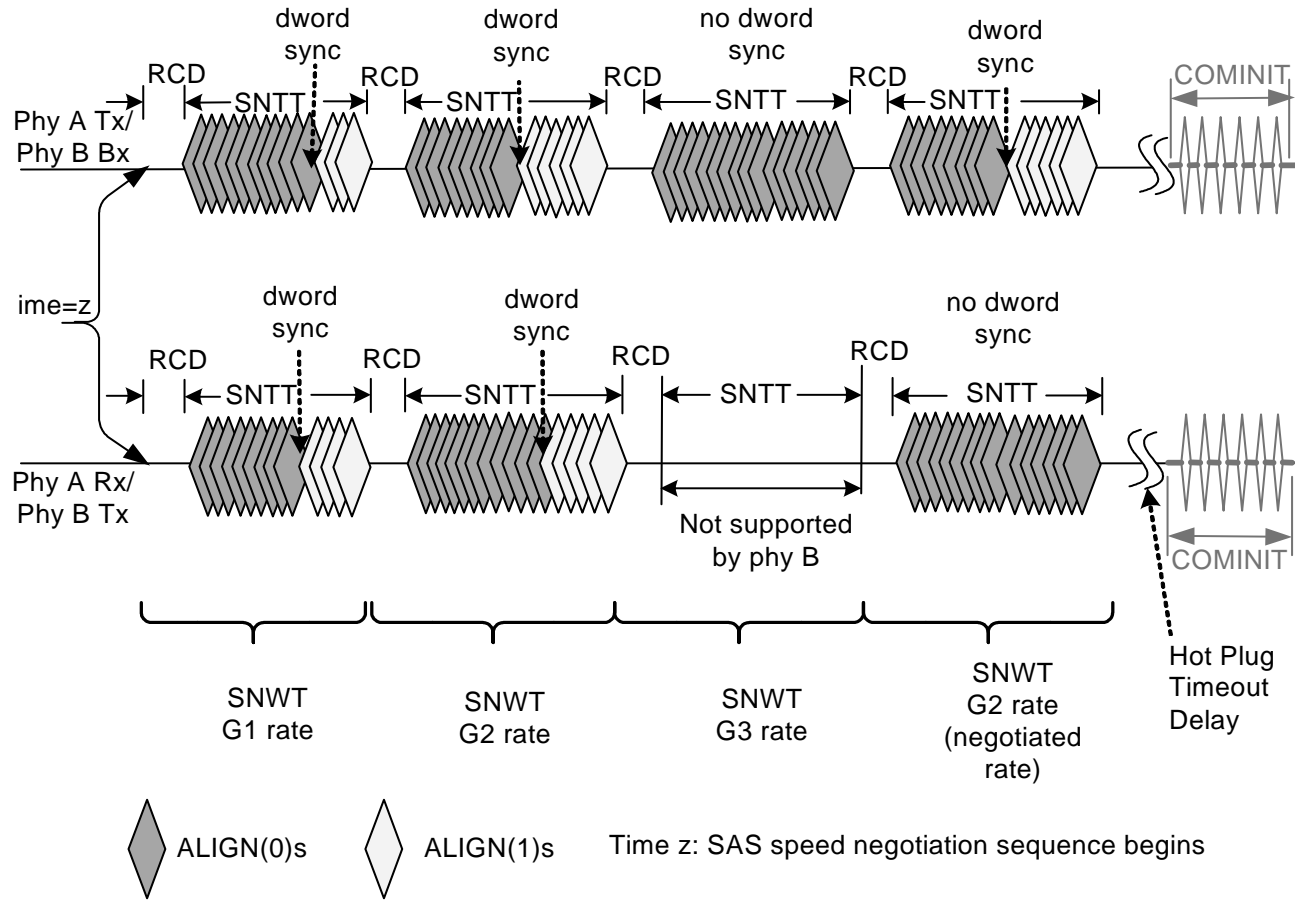 dword
sync
dword
sync
no dword
sync
dword
sync
RCD
RCD
RCD
RCD
COMINIT
SNTT
SNTT
SNTT
SNTT
Phy A Tx/
Phy B Bx
ime=z
dword
sync
dword
sync
no dword
sync
RCD
RCD
RCD
RCD
SNTT
SNTT
SNTT
SNTT
Phy A Rx/
Phy B Tx
Not supported
by phy B
COMINIT
SNWT
G1 rate
SNWT
G2 rate
SNWT
G3 rate
SNWT
G2 rate
(negotiated
rate)
Hot Plug
Timeout
Delay
ALIGN(0)s
ALIGN(1)s
Time z: SAS speed negotiation sequence begins